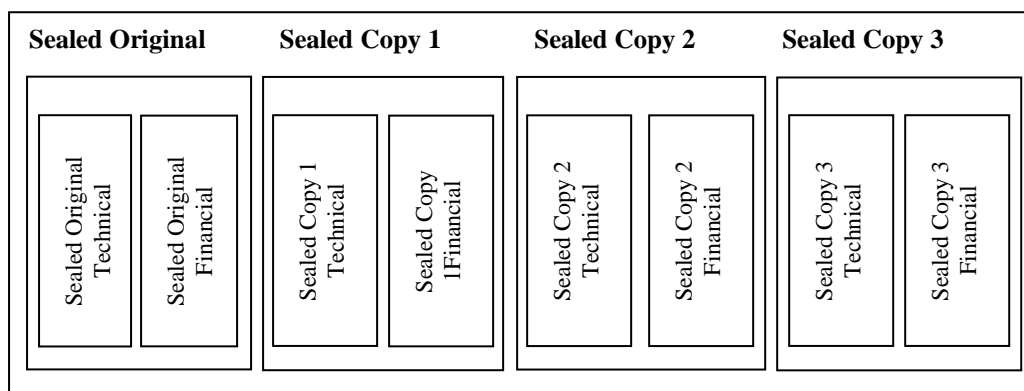 Sealed Original
Sealed Copy 1
Sealed Copy 2
Sealed Copy 3
Sealed Original
Technical
Sealed Original
Financial
Sealed Copy 1
Technical
Sealed Copy
1Financial
Sealed Copy 2
Technical
Sealed Copy 2
Financial
Sealed Copy 3
Technical
Sealed Copy 3
Financial